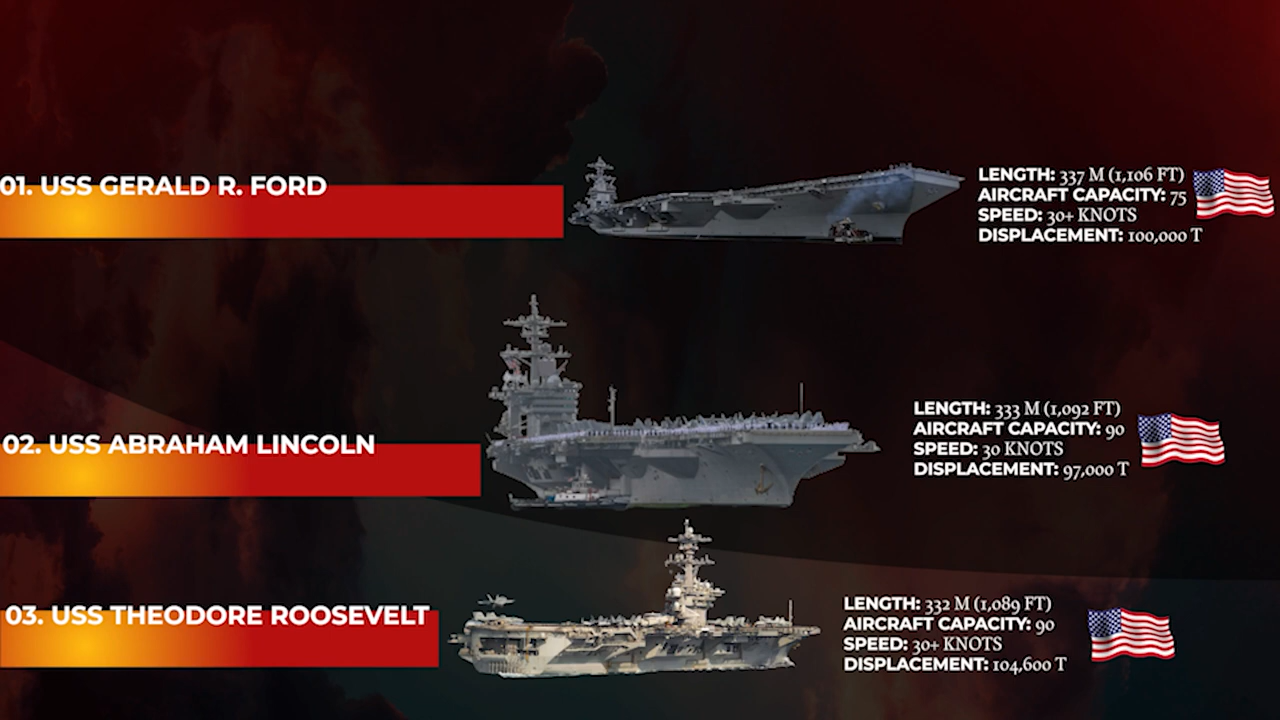 01. USS GERALD R. FORD
LENGTH: 337 M (1,106 FT)
AIRCRAFT CAPACITY: 75
SPEED: 30+ KNOTS
DISPLACEMENT: 100,000 T
02. USS ABRAHAM LINCOLN
LENGTH: 333 M (1,092 FT)
AIRCRAFT CAPACITY: 90
SPEED: 30 KNOTS
DISPLACEMENT: 97,000 T
03. USS THEODORE ROOSEVELT
LENGTH: 332 M (1,089 FT)
AIRCRAFT CAPACITY: 90
SPEED: 30+ KNOTS
DISPLACEMENT: 104,600 T